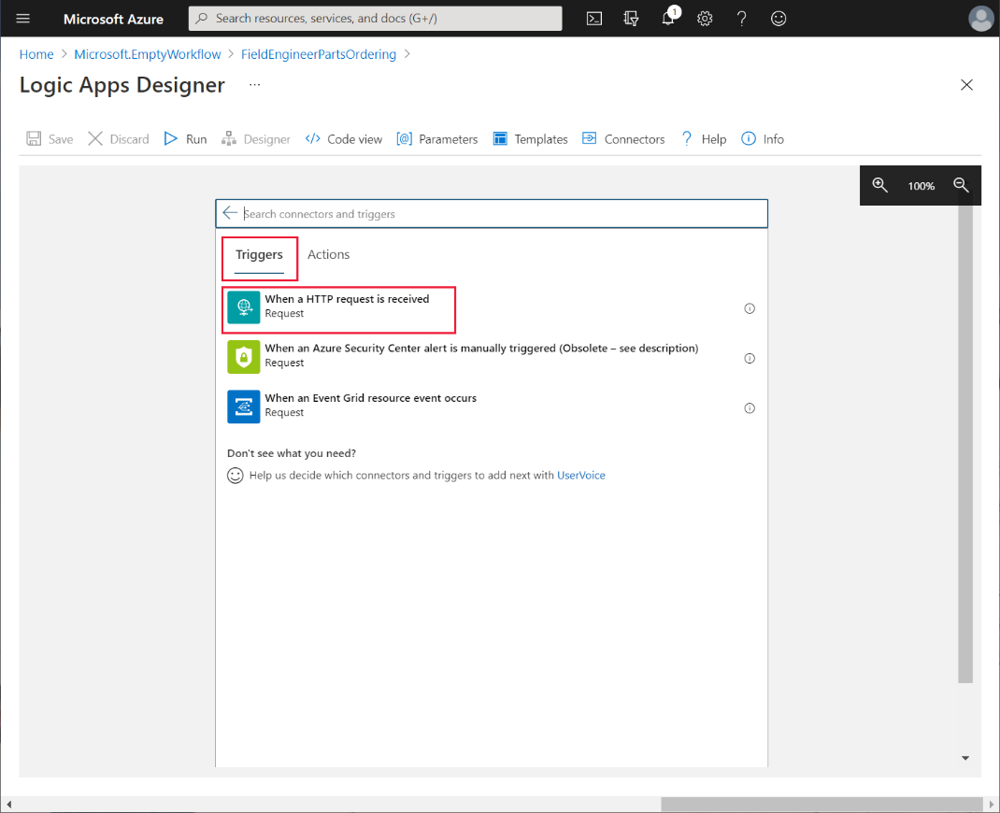 Microsoft Azure
Search resources, services, and docs (G+/)
1
Home > Microsoft.EmptyWorkflow > FieldEngineerPartsOrdering >
Logic Apps Designer ...
Save Discard Run Designer Code view Parameters Templates Connectors Help Info
100%
Search connectors and triggers
Triggers Actions
When a HTTP request is received
Request
When an Azure Security Center alert is manually triggered (Obsolete – see description)
Request
When an Event Grid resource event occurs
Request
Don't see what you need?
Help us decide which connectors and triggers to add next with UserVoice